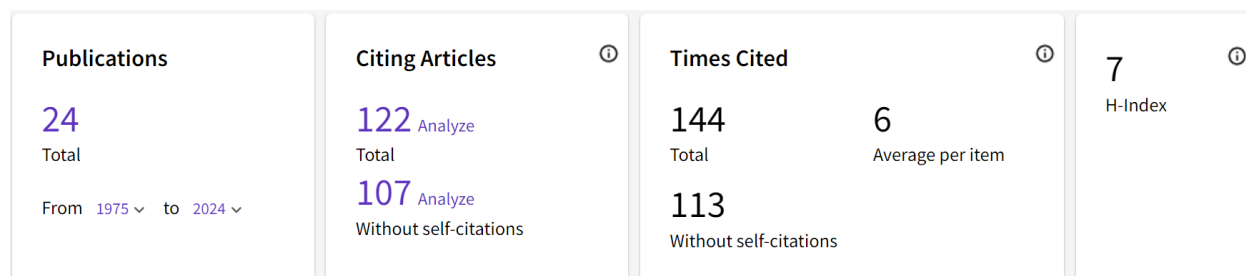 Publications
24
Total
From 1975 to 2024
Citing Articles
122 Analyze
Total
107 Analyze
Without self-citations
Times Cited
144
Total
6
Average per item
113
Without self-citations
7
H-Index